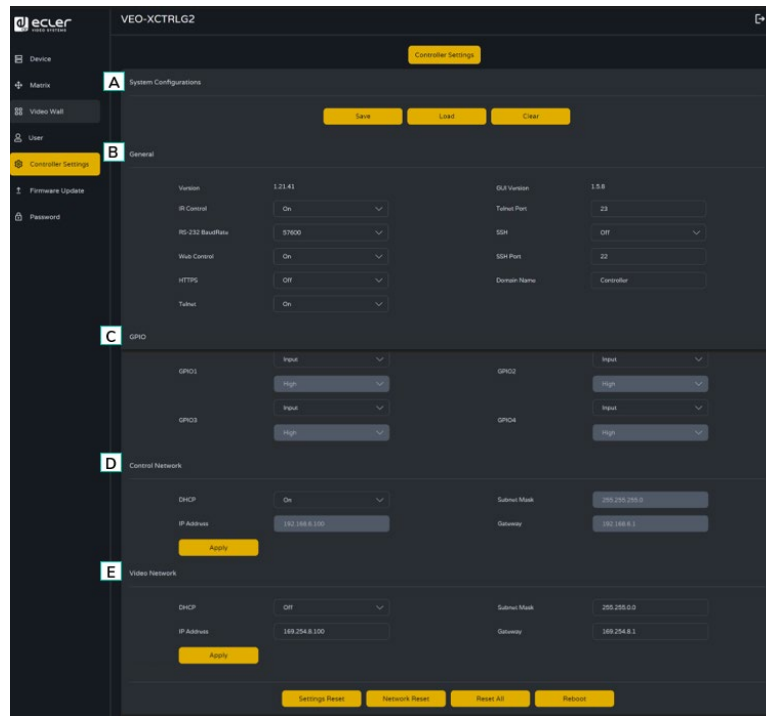 ecler
VIDEO SYSTEMS
VEO-XCTRLG2
Device
Matrix
Video Wall
User
Controller Settings
Firmware Update
Password
Controller Settings
A System Configurations
Save Load Clear
B General
Version 1.21.41 GUI Version 1.5.8
IR Control On Telnet Port 23
RS-232 BaudRate 57600 SSH Off
Web Control On SSH Port 22
HTTPS Off Domain Name Controller
Telnet On
C GPIO
Input Input
GPIO1 GPIO2
High High
Input Input
GPIO3 GPIO4
High High
D Control Network
DHCP On Subnet Mask 255.255.255.0
IP Address 192.168.8.100 Gateway 192.168.8.1
Apply
E Video Network
DHCP Off Subnet Mask 255.255.0.0
IP Address 169.254.8.100 Gateway 169.254.8.1
Apply
Settings Reset Network Reset Reset All Reboot